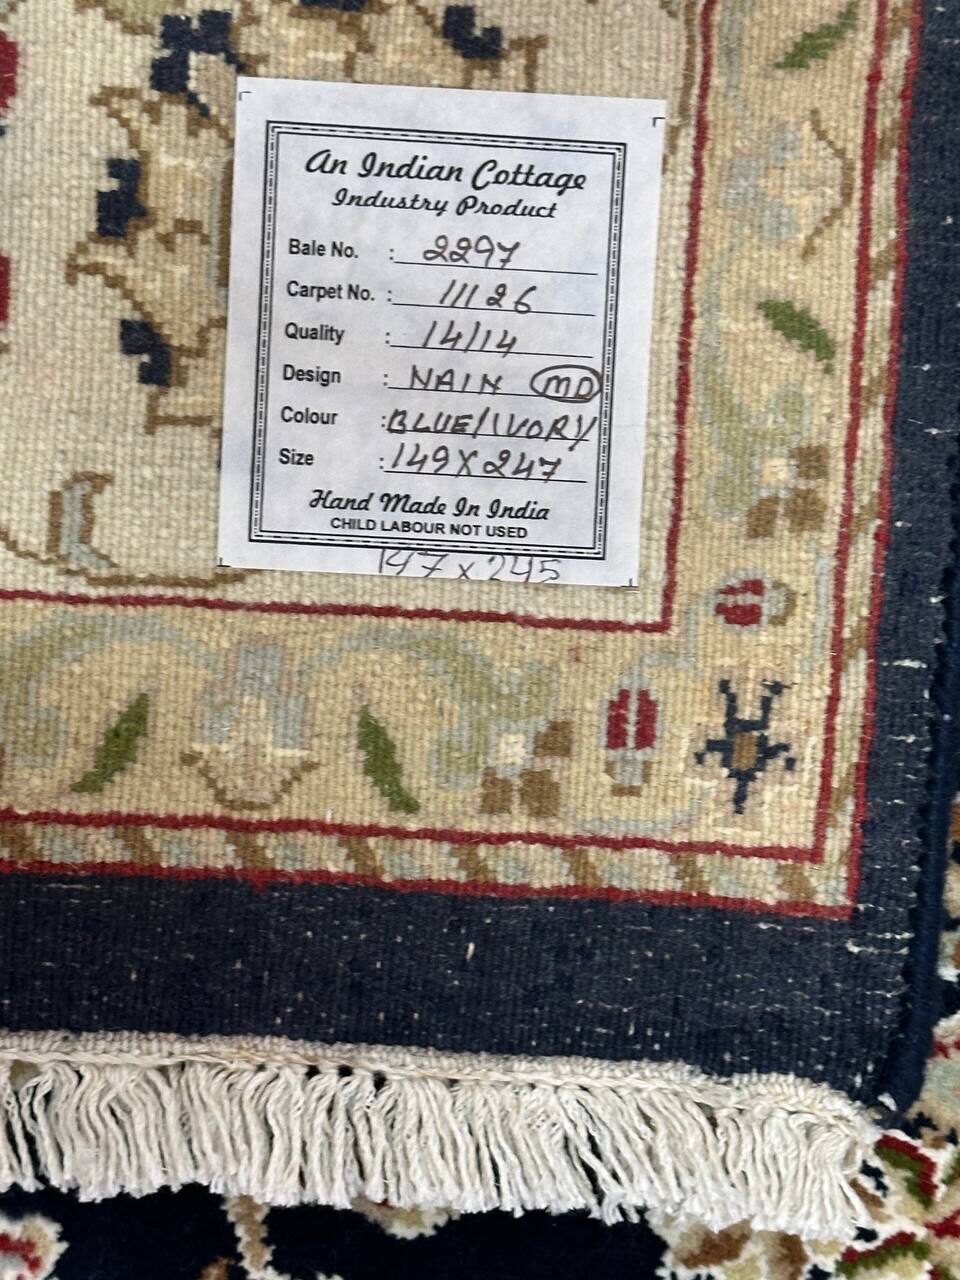 An Indian Cottage
Industry Product
Bale No. : 2297
Carpet No. : 11126
Quality : 14/14
Design : NAIN MD
Colour : BLUE/IVORY
Size : 149X247
Hand Made In India
CHILD LABOUR NOT USED
147x245